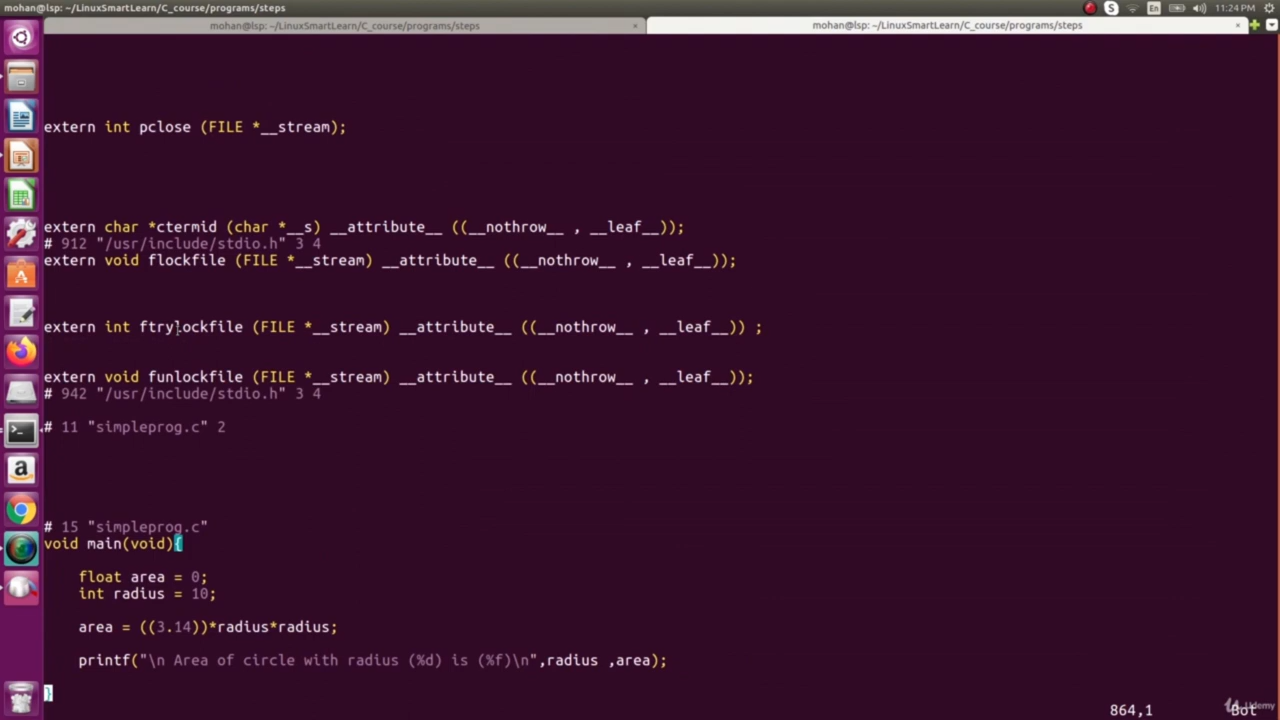 mohan@lsp: ~/LinuxSmartLearn/C_course/programs/steps
En
11:24 PM
mohan@lsp: ~/LinuxSmartLearn/C_course/programs/steps × mohan@lsp: ~/LinuxSmartLearn/C_course/programs/steps ×
extern int pclose (FILE *__stream);
extern char *ctermid (char *__s) __attribute__ ((__nothrow__ , __leaf__));
# 912 "/usr/include/stdio.h" 3 4
extern void flockfile (FILE *__stream) __attribute__ ((__nothrow__ , __leaf__));
extern int ftrylockfile (FILE *__stream) __attribute__ ((__nothrow__ , __leaf__)) ;
extern void funlockfile (FILE *__stream) __attribute__ ((__nothrow__ , __leaf__));
# 942 "/usr/include/stdio.h" 3 4
# 11 "simpleprog.c" 2
# 15 "simpleprog.c"
void main(void){
float area = 0;
int radius = 10;
area = ((3.14))*radius*radius;
printf("\n Area of circle with radius (%d) is (%f)\n",radius ,area);
}
864,1 Bot
Udemy